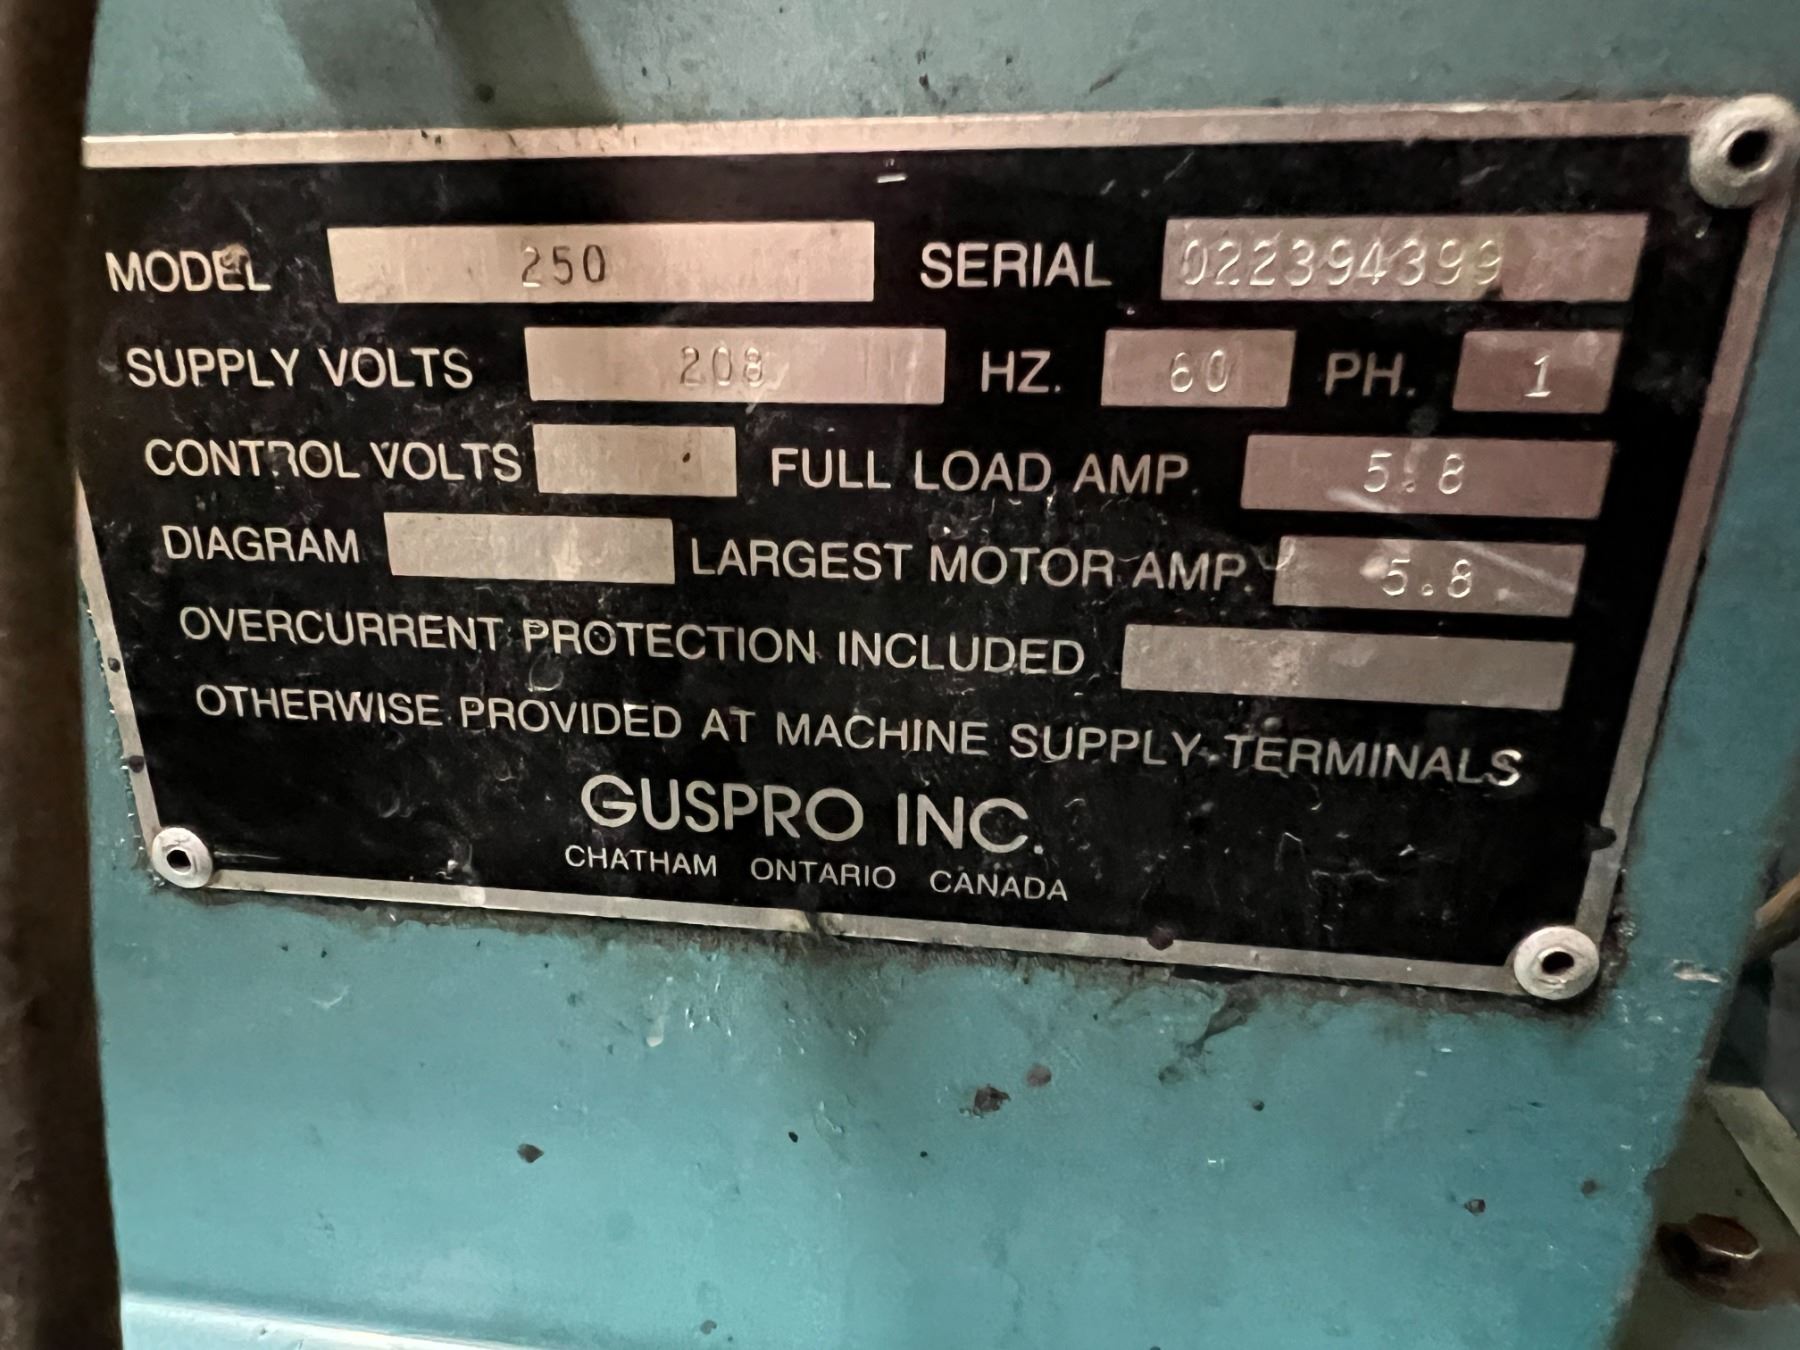 MODEL 250 SERIAL 022394399
SUPPLY VOLTS 208 HZ. 60 PH. 1
CONTROL VOLTS FULL LOAD AMP 5.8
DIAGRAM LARGEST MOTOR AMP. 5.8
OVERCURRENT PROTECTION INCLUDED
OTHERWISE PROVIDED AT MACHINE SUPPLY TERMINALS
GUSPRO INC.
CHATHAM ONTARIO CANADA